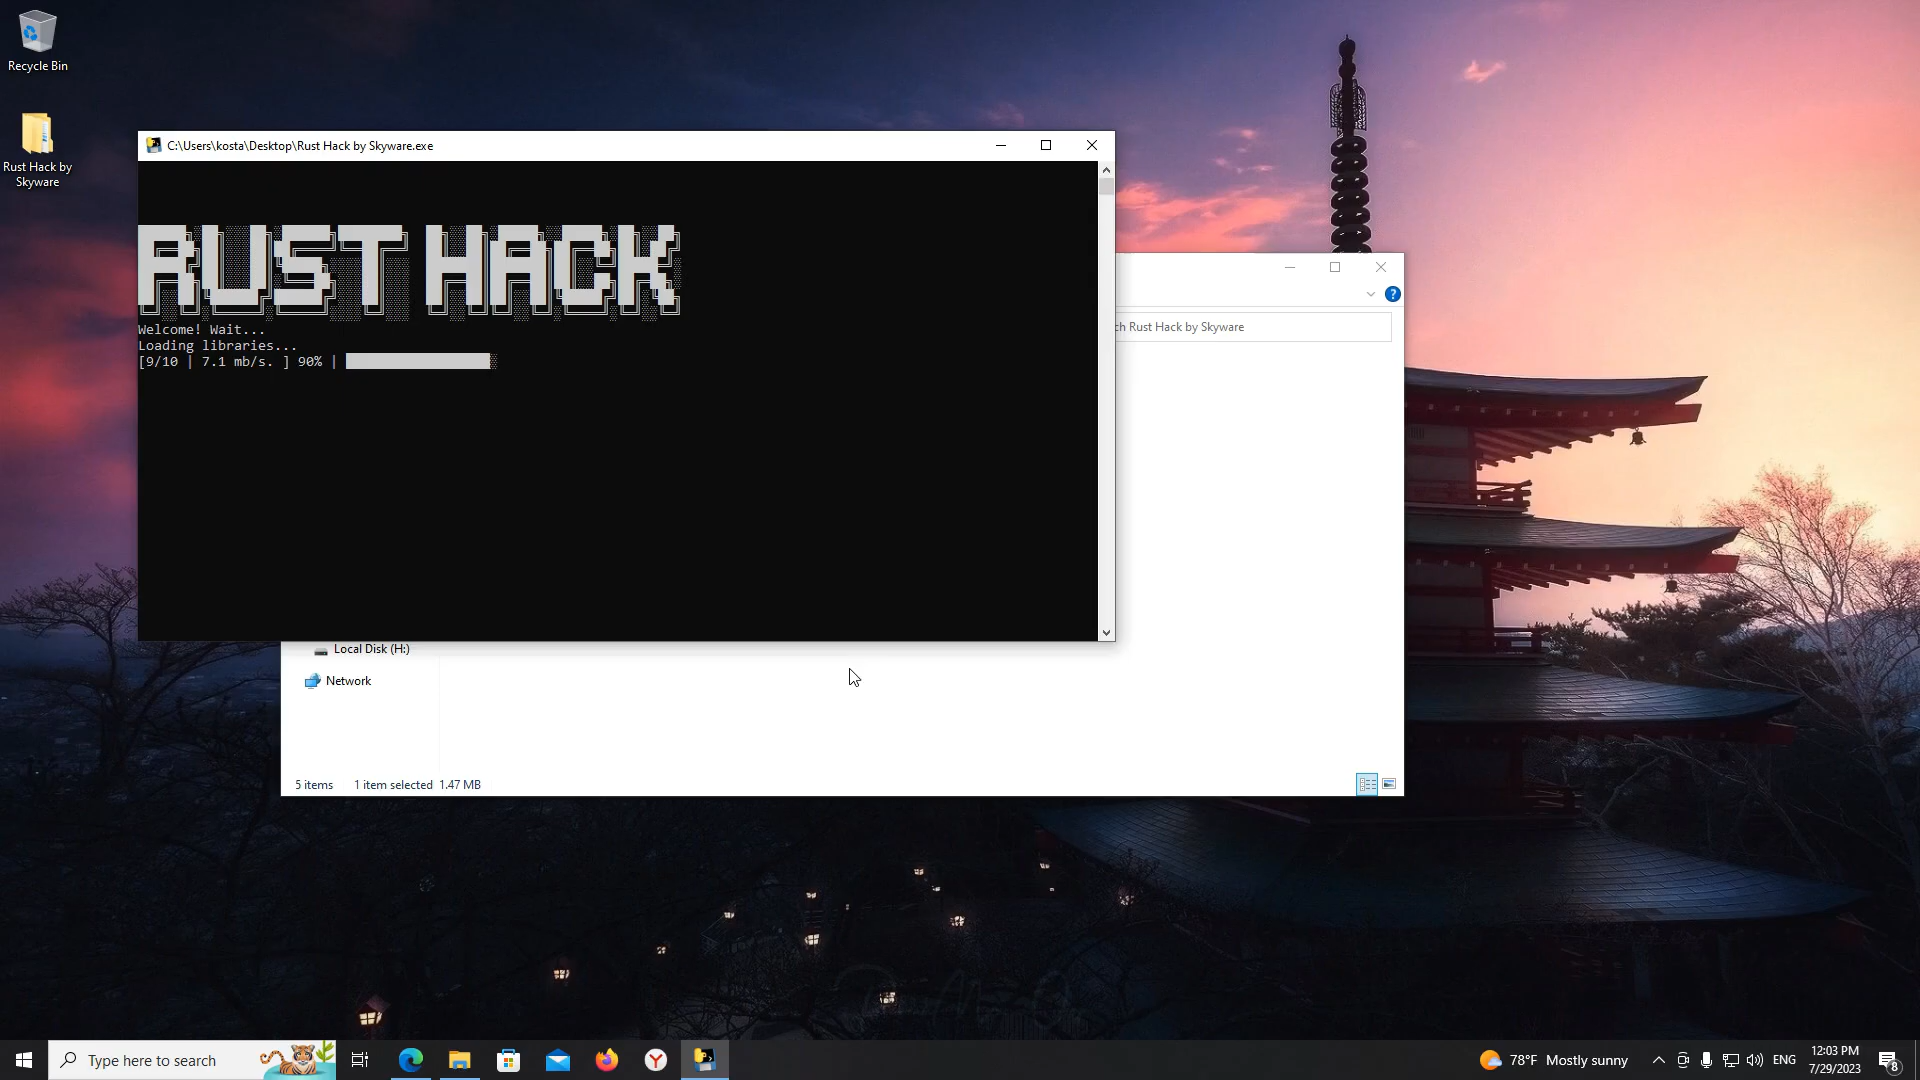 Recycle Bin
Rust Hack by
Skyware
C:\Users\kosta\Desktop\Rust Hack by Skyware.exe
RUST HACK
Welcome! Wait...
Loading libraries...
[9/10 | 7.1 mb/s. ] 90% |
ch Rust Hack by Skyware
Local Disk (H:)
Network
5 items 1 item selected 1.47 MB
Type here to search
78°F Mostly sunny
ENG
12:03 PM
7/29/2023
8